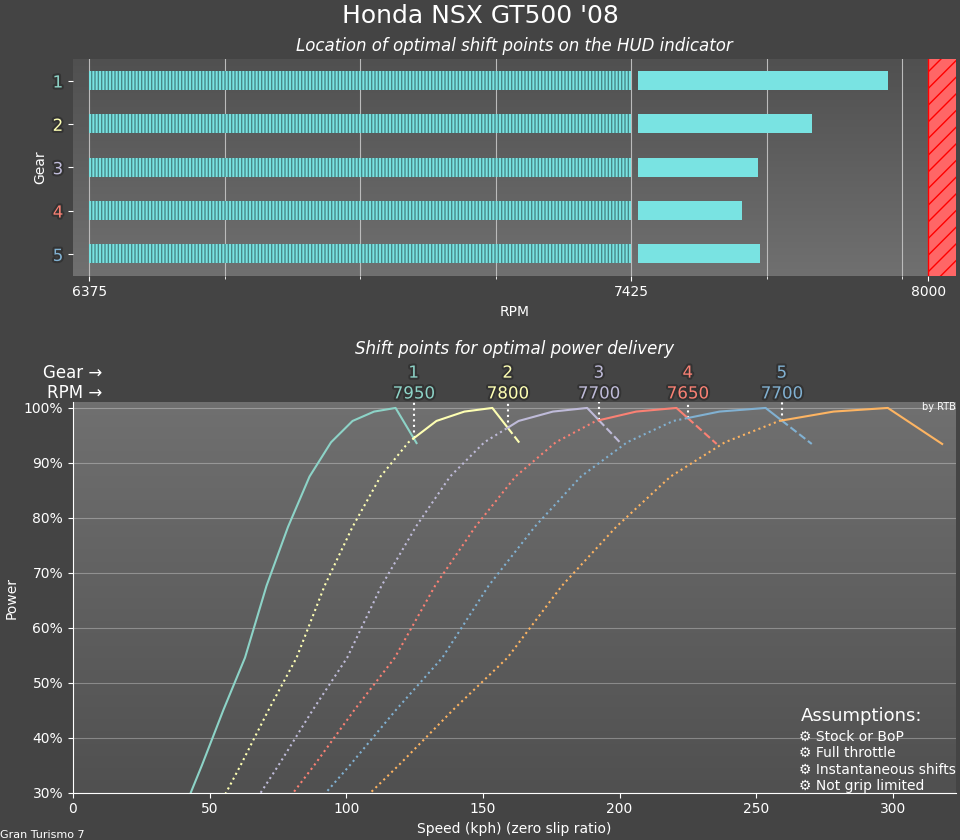 Honda NSX GT500 '08
Location of optimal shift points on the HUD indicator
Gear
1
2
3
4
5
6375 7425 8000
RPM
Shift points for optimal power delivery
Gear → 1 2 3 4 5
RPM → 7950 7800 7700 7650 7700
by RTB
Power
100%
90%
80%
70%
60%
50%
40%
30%
Assumptions:
⚙ Stock or BoP
⚙ Full throttle
⚙ Instantaneous shifts
⚙ Not grip limited
0 50 100 150 200 250 300
Speed (kph) (zero slip ratio)
Gran Turismo 7